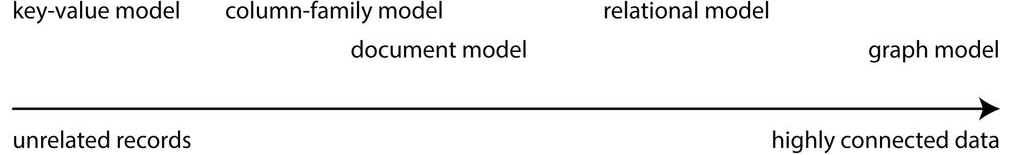 key-value model column-family model relational model
document model graph model
unrelated records highly connected data